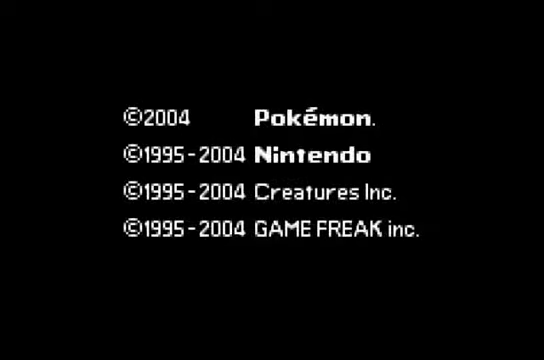 ©2004 Pokémon.
©1995-2004 Nintendo
©1995-2004 Creatures Inc.
©1995-2004 GAME FREAK inc.